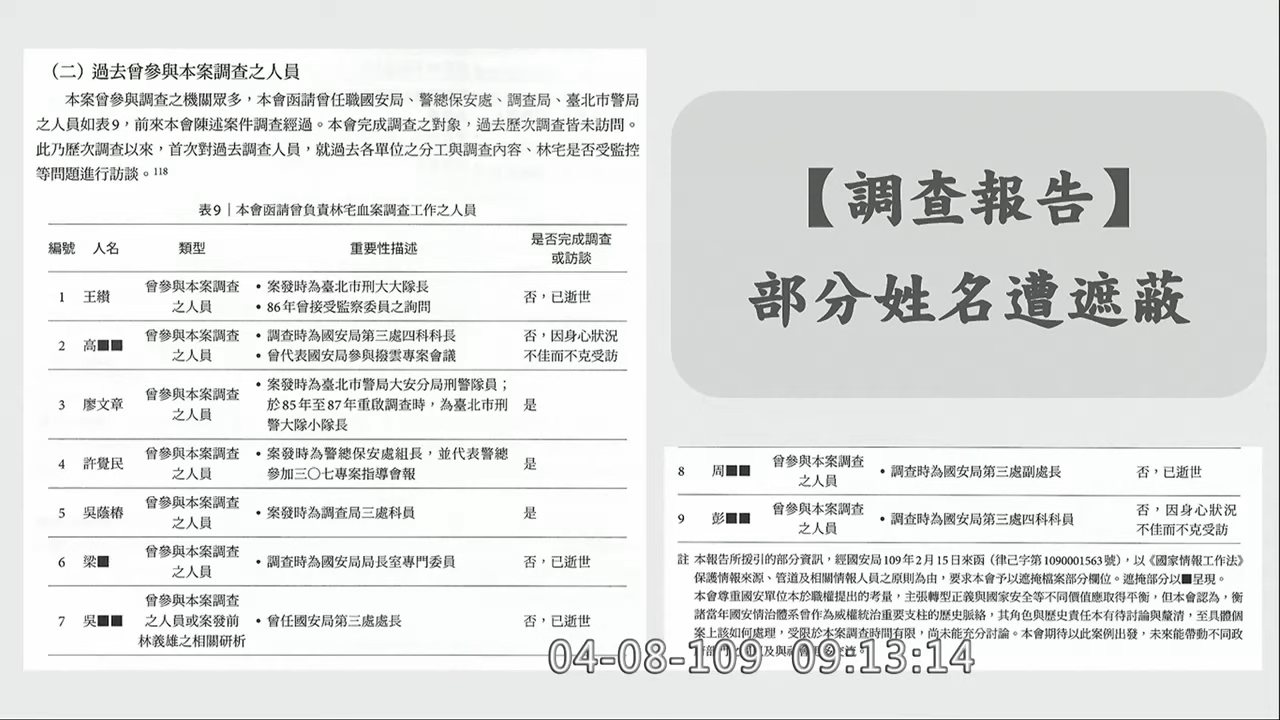 （二）過去曾參與本案調查之人員
本案曾參與調查之機關眾多，本會函請曾任職國安局、警總保安處、調查局、臺北市警局
之人員如表9，前來本會陳述案件調查經過。本會完成調查之對象，過去歷次調查皆未訪問。
此乃歷次調查以來，首次對過去調查人員，就過去各單位之分工與調查內容、林宅是否受監控
等問題進行訪談。118
表9｜本會函請曾負責林宅血案調查工作之人員
編號 人名 類型 重要性描述 是否完成調查
或訪談
1 王纉 曾參與本案調查
之人員 • 案發時為臺北市刑大大隊長
• 86年曾接受監察委員之詢問 否，已逝世
2 高■■ 曾參與本案調查
之人員 • 調查時為國安局第三處四科科長
• 曾代表國安局參與撥雲專案會議 否，因身心狀況
不佳而不克受訪
3 廖文章 曾參與本案調查
之人員 • 案發時為臺北市警局大安分局刑警隊員；
於85年至87年重啟調查時，為臺北市刑
警大隊小隊長 是
4 許覺民 曾參與本案調查
之人員 • 案發時為警總保安處組長，並代表警總
參加三〇七專案指導會報 是
5 吳蔭椿 曾參與本案調查
之人員 • 案發時為調查局三處科員 是
6 梁■ 曾參與本案調查
之人員 • 調查時為國安局局長室專門委員 否，已逝世
7 吳■■ 曾參與本案調查
之人員或案發前
林義雄之相關研析 • 曾任國安局第三處處長 否，已逝世
【調查報告】
部分姓名遭遮蔽
8 周■■ 曾參與本案調查
之人員 • 調查時為國安局第三處副處長 否，已逝世
9 彭■■ 曾參與本案調查
之人員 • 調查時為國安局第三處四科科員 否，因身心狀況
不佳而不克受訪
註 本報告所援引的部分資訊，經國安局109年2月15日來函（律己字第1090001563號），以《國家情報工作法》
保護情報來源、管道及相關情報人員之原則為由，要求本會予以遮掩檔案部分欄位。遮掩部分以■呈現。
本會尊重國安單位本於職權提出的考量，主張轉型正義與國家安全等不同價值應取得平衡，但本會認為，衡
諸當年國安情治體系曾作為威權統治重要支柱的歷史脈絡，其角色與歷史責任本有待討論與釐清，至具體個
案上該如何處理，受限於本案調查時間有限，尚未能充分討論。本會期待以此案例出發，未來能帶動不同政
04-08-109 09:13:14